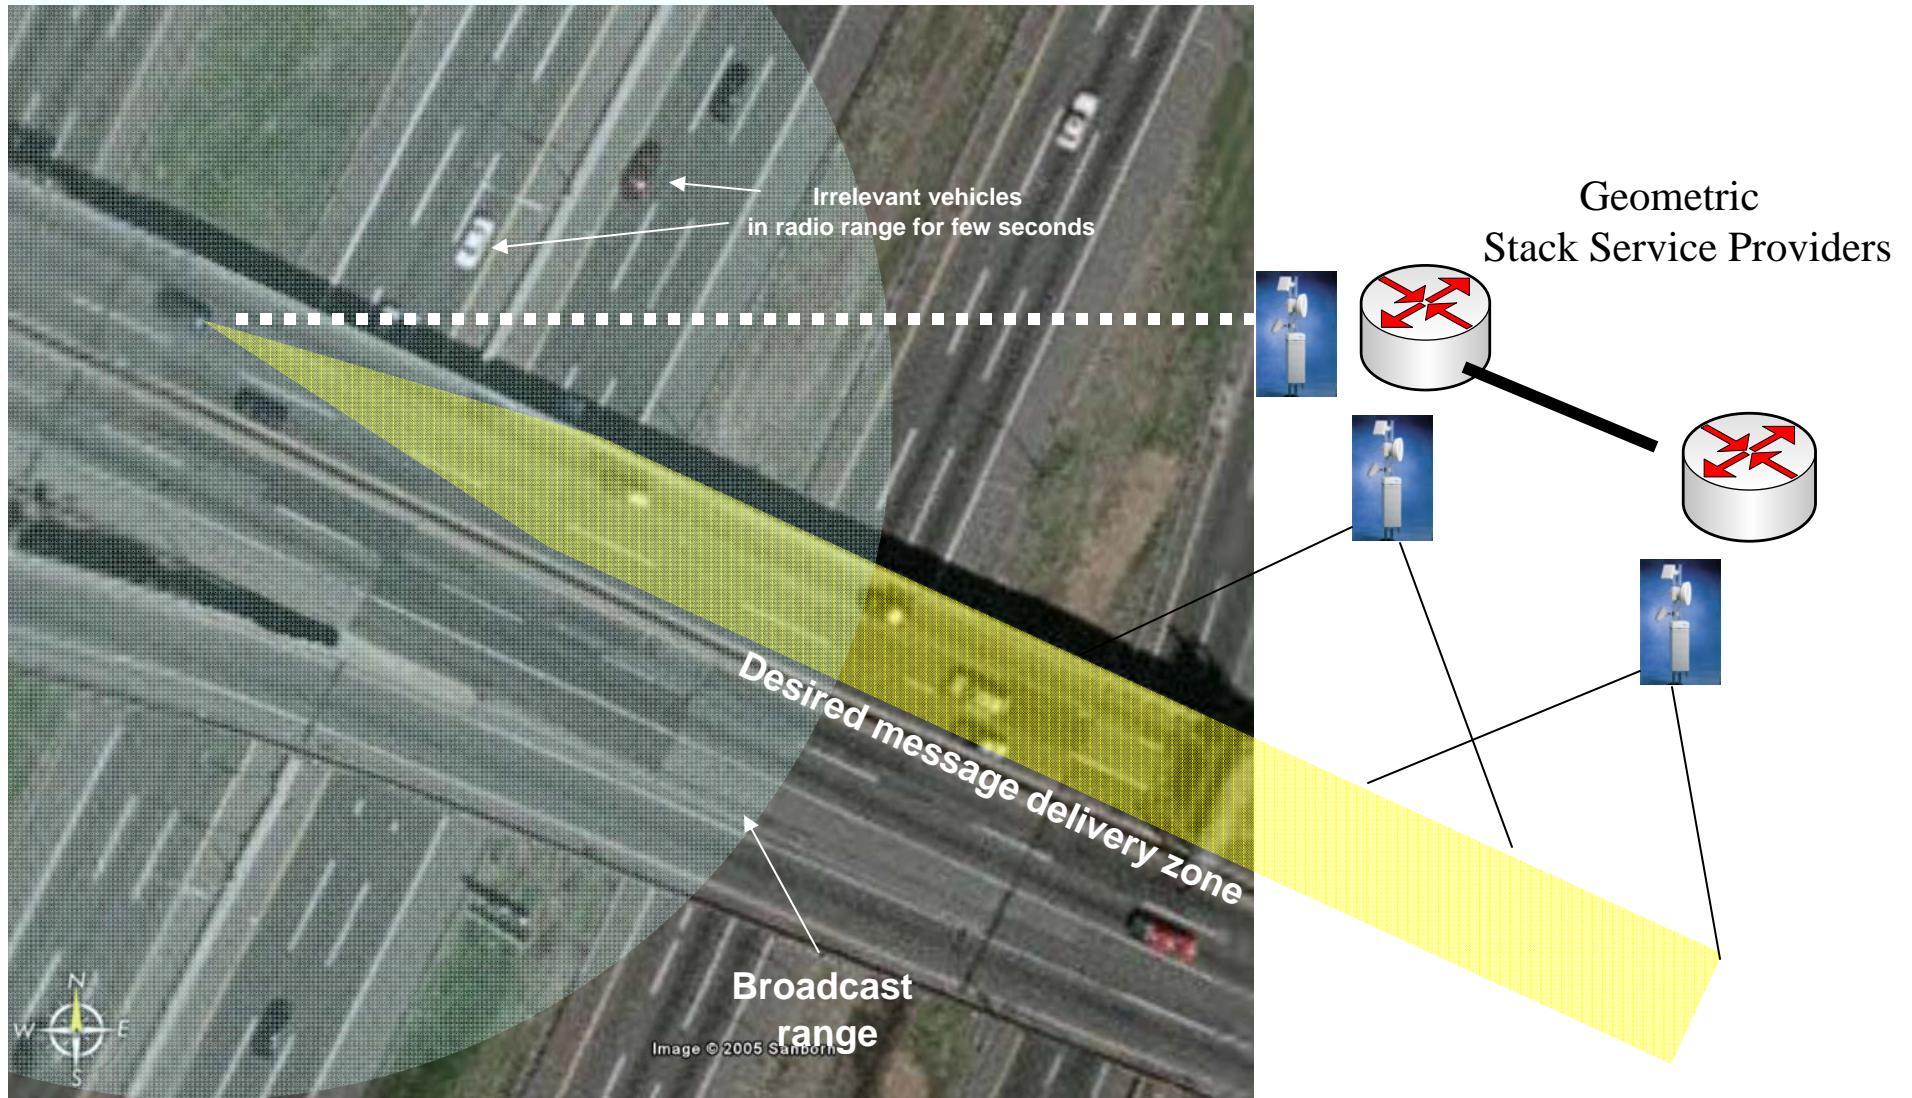 Irrelevant vehicles
in radio range for few seconds
Geometric
Stack Service Providers
Desired message delivery zone
Broadcast
range
Image © 2005 Sanborn
N
W
E
S